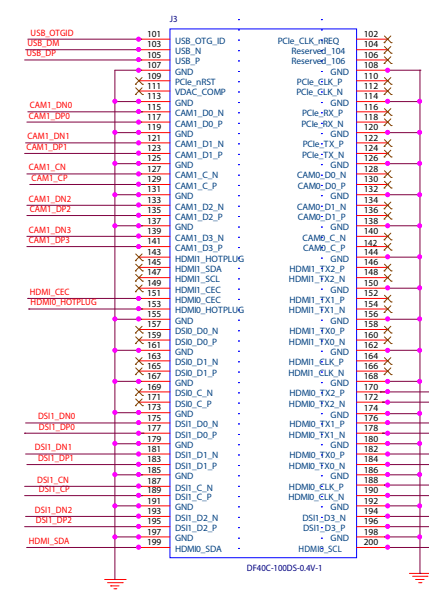 J3
USB_OTGID 101 USB_OTG_ID PCIe_CLK_nREQ 102
USB_DM 103 USB_N Reserved_104 104
USB_DP 105 USB_P Reserved_106 106
107 GND GND 108
109 PCIe_nRST PCIe_CLK_P 110
111 VDAC_COMP PCIe_CLK_N 112
113 GND GND 114
CAM1_DN0 115 CAM1_D0_N PCIe_RX_P 116
CAM1_DP0 117 CAM1_D0_P PCIe_RX_N 118
119 GND GND 120
CAM1_DN1 121 CAM1_D1_N PCIe_TX_P 122
CAM1_DP1 123 CAM1_D1_P PCIe_TX_N 124
125 GND GND 126
CAM1_CN 127 CAM1_C_N CAM0_D0_N 128
CAM1_CP 129 CAM1_C_P CAM0_D0_P 130
131 GND GND 132
CAM1_DN2 133 CAM1_D2_N CAM0_D1_N 134
CAM1_DP2 135 CAM1_D2_P CAM0_D1_P 136
137 GND GND 138
CAM1_DN3 139 CAM1_D3_N CAM0_C_N 140
CAM1_DP3 141 CAM1_D3_P CAM0_C_P 142
143 HDMI1_HOTPLUG GND 144
145 HDMI1_SDA HDMI1_TX2_P 146
147 HDMI1_SCL HDMI1_TX2_N 148
149 HDMI1_CEC GND 150
HDMI_CEC 151 HDMI0_CEC HDMI1_TX1_P 152
HDMI0_HOTPLUG 153 HDMI0_HOTPLUG HDMI1_TX1_N 154
155 GND GND 156
157 DSI0_D0_N HDMI1_TX0_P 158
159 DSI0_D0_P HDMI1_TX0_N 160
161 GND GND 162
163 DSI0_D1_N HDMI1_CLK_P 164
165 DSI0_D1_P HDMI1_CLK_N 166
167 GND GND 168
169 DSI0_C_N HDMI0_TX2_P 170
171 DSI0_C_P HDMI0_TX2_N 172
173 GND GND 174
DSI1_DN0 175 DSI1_D0_N HDMI0_TX1_P 176
DSI1_DP0 177 DSI1_D0_P HDMI0_TX1_N 178
179 GND GND 180
DSI1_DN1 181 DSI1_D1_N HDMI0_TX0_P 182
DSI1_DP1 183 DSI1_D1_P HDMI0_TX0_N 184
185 GND GND 186
DSI1_CN 187 DSI1_C_N HDMI0_CLK_P 188
DSI1_CP 189 DSI1_C_P HDMI0_CLK_N 190
191 GND GND 192
DSI1_DN2 193 DSI1_D2_N DSI1_D3_N 194
DSI1_DP2 195 DSI1_D2_P DSI1_D3_P 196
197 GND GND 198
HDMI_SDA 199 HDMI0_SDA HDMI0_SCL 200
DF40C-100DS-0.4V-1